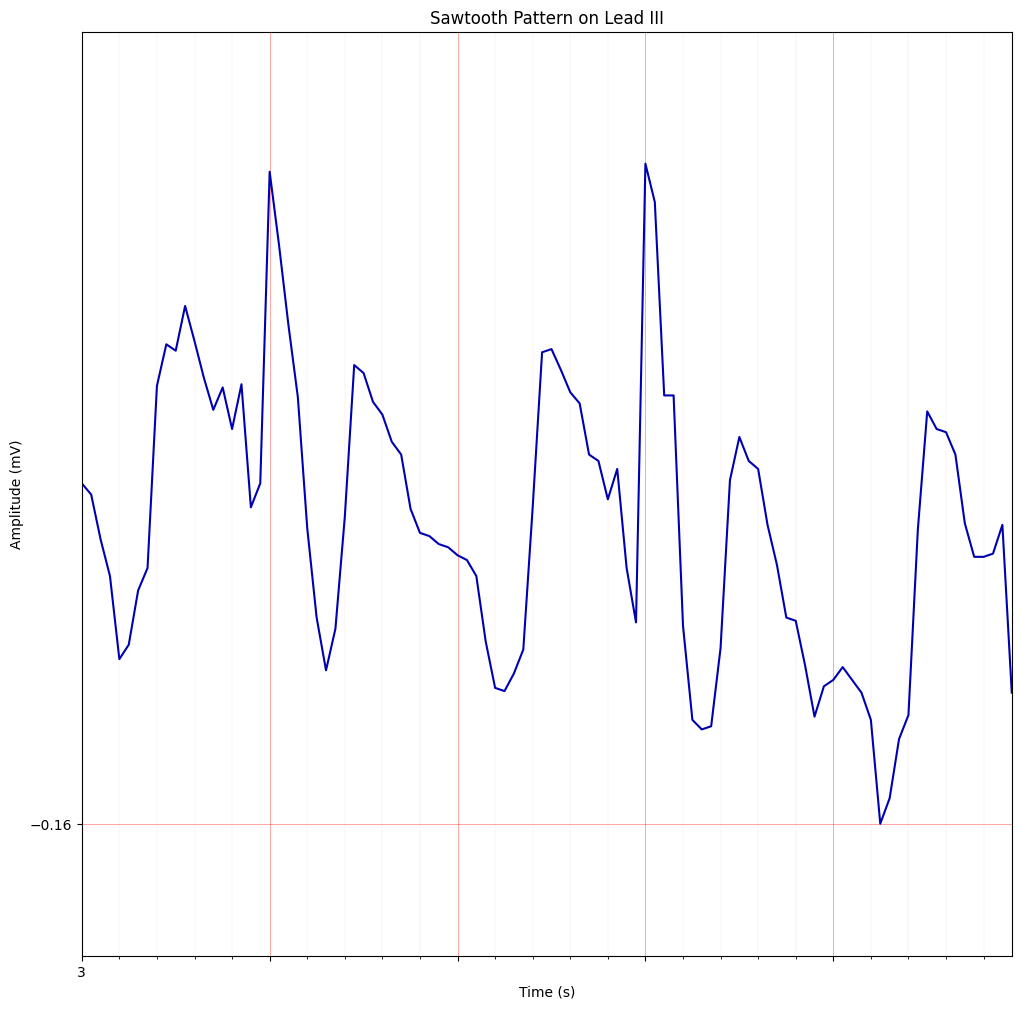 Sawtooth Pattern on Lead III
Amplitude (mV)
−0.16
3
Time (s)